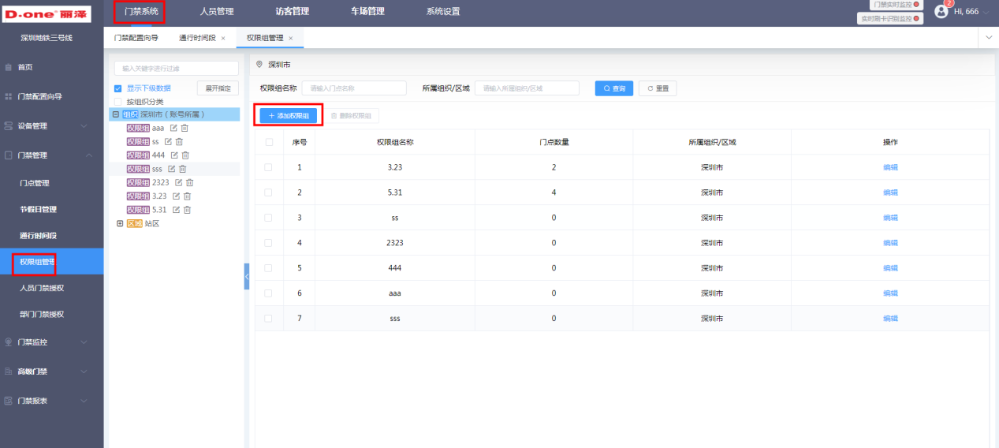 D-one 丽泽
深圳地铁三号线
门禁系统 人员管理 访客管理 车场管理 系统设置
门禁实时监控
实时刷卡识别监控
2
Hi, 666
首页
门禁配置向导
设备管理
门禁管理
门点管理
节假日管理
通行时间段
权限组管理
人员门禁授权
部门门禁授权
门禁监控
高级门禁
门禁报表
门禁配置向导 通行时间段 × 权限组管理 ×
输入关键字进行过滤
显示下级数据 展开指定
按组织分类
组织 深圳市（账号所属）
权限组 aaa
权限组 ss
权限组 444
权限组 sss
权限组 2323
权限组 3.23
权限组 5.31
区域 站区
深圳市
权限组名称 请输入门点名称 所属组织/区域 请输入所属组织/区域 查询 重置
添加权限组 删除权限组
序号 权限组名称 门点数量 所属组织/区域 操作
1 3.23 2 深圳市 编辑
2 5.31 4 深圳市 编辑
3 ss 0 深圳市 编辑
4 2323 0 深圳市 编辑
5 444 0 深圳市 编辑
6 aaa 0 深圳市 编辑
7 sss 0 深圳市 编辑